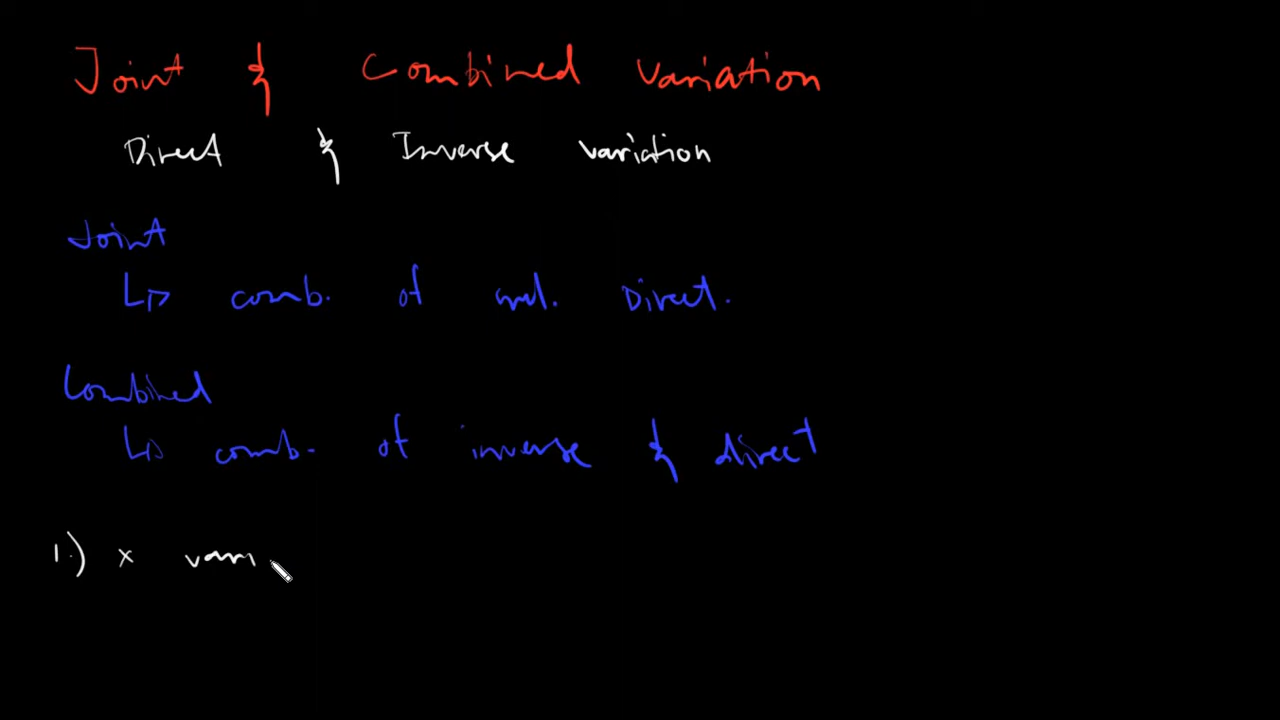 Joint & Combined Variation
Direct & Inverse variation
Joint
↳ comb. of mul. Direct.
Combined
↳ comb. of inverse & direct
1.) x vari